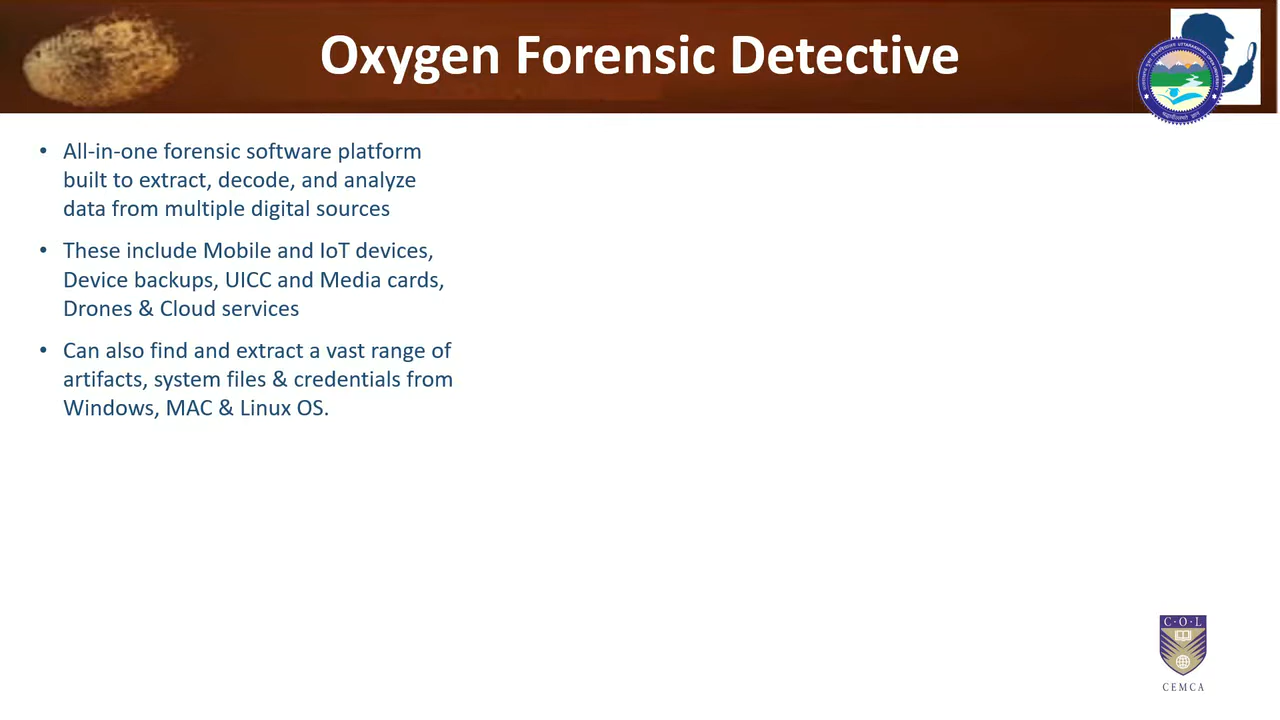 Oxygen Forensic Detective
• All-in-one forensic software platform
built to extract, decode, and analyze
data from multiple digital sources
• These include Mobile and IoT devices,
Device backups, UICC and Media cards,
Drones & Cloud services
• Can also find and extract a vast range of
artifacts, system files & credentials from
Windows, MAC & Linux OS.
C·O·L
CEMCA